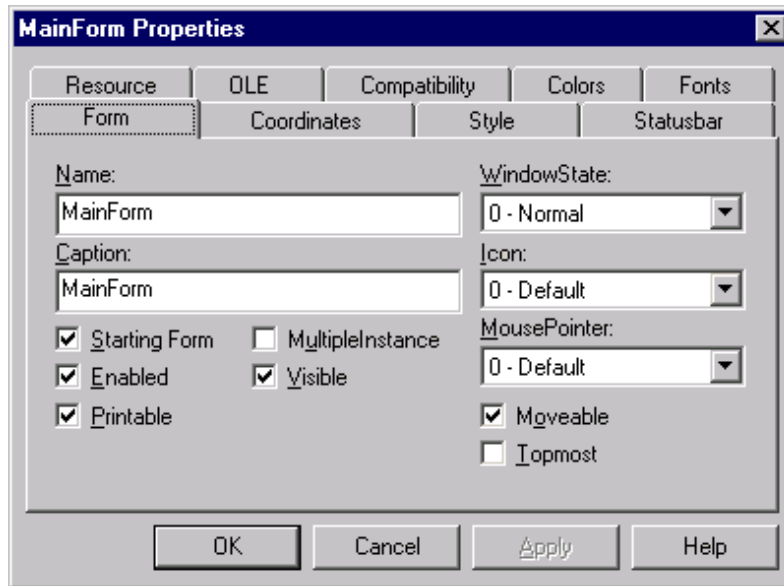 MainForm Properties
Resource OLE Compatibility Colors Fonts
Form Coordinates Style Statusbar
Name: WindowState:
MainForm 0 - Normal
Caption: Icon:
MainForm 0 - Default
Starting Form MultipleInstance MousePointer:
Enabled Visible 0 - Default
Printable Moveable
Topmost
OK Cancel Apply Help